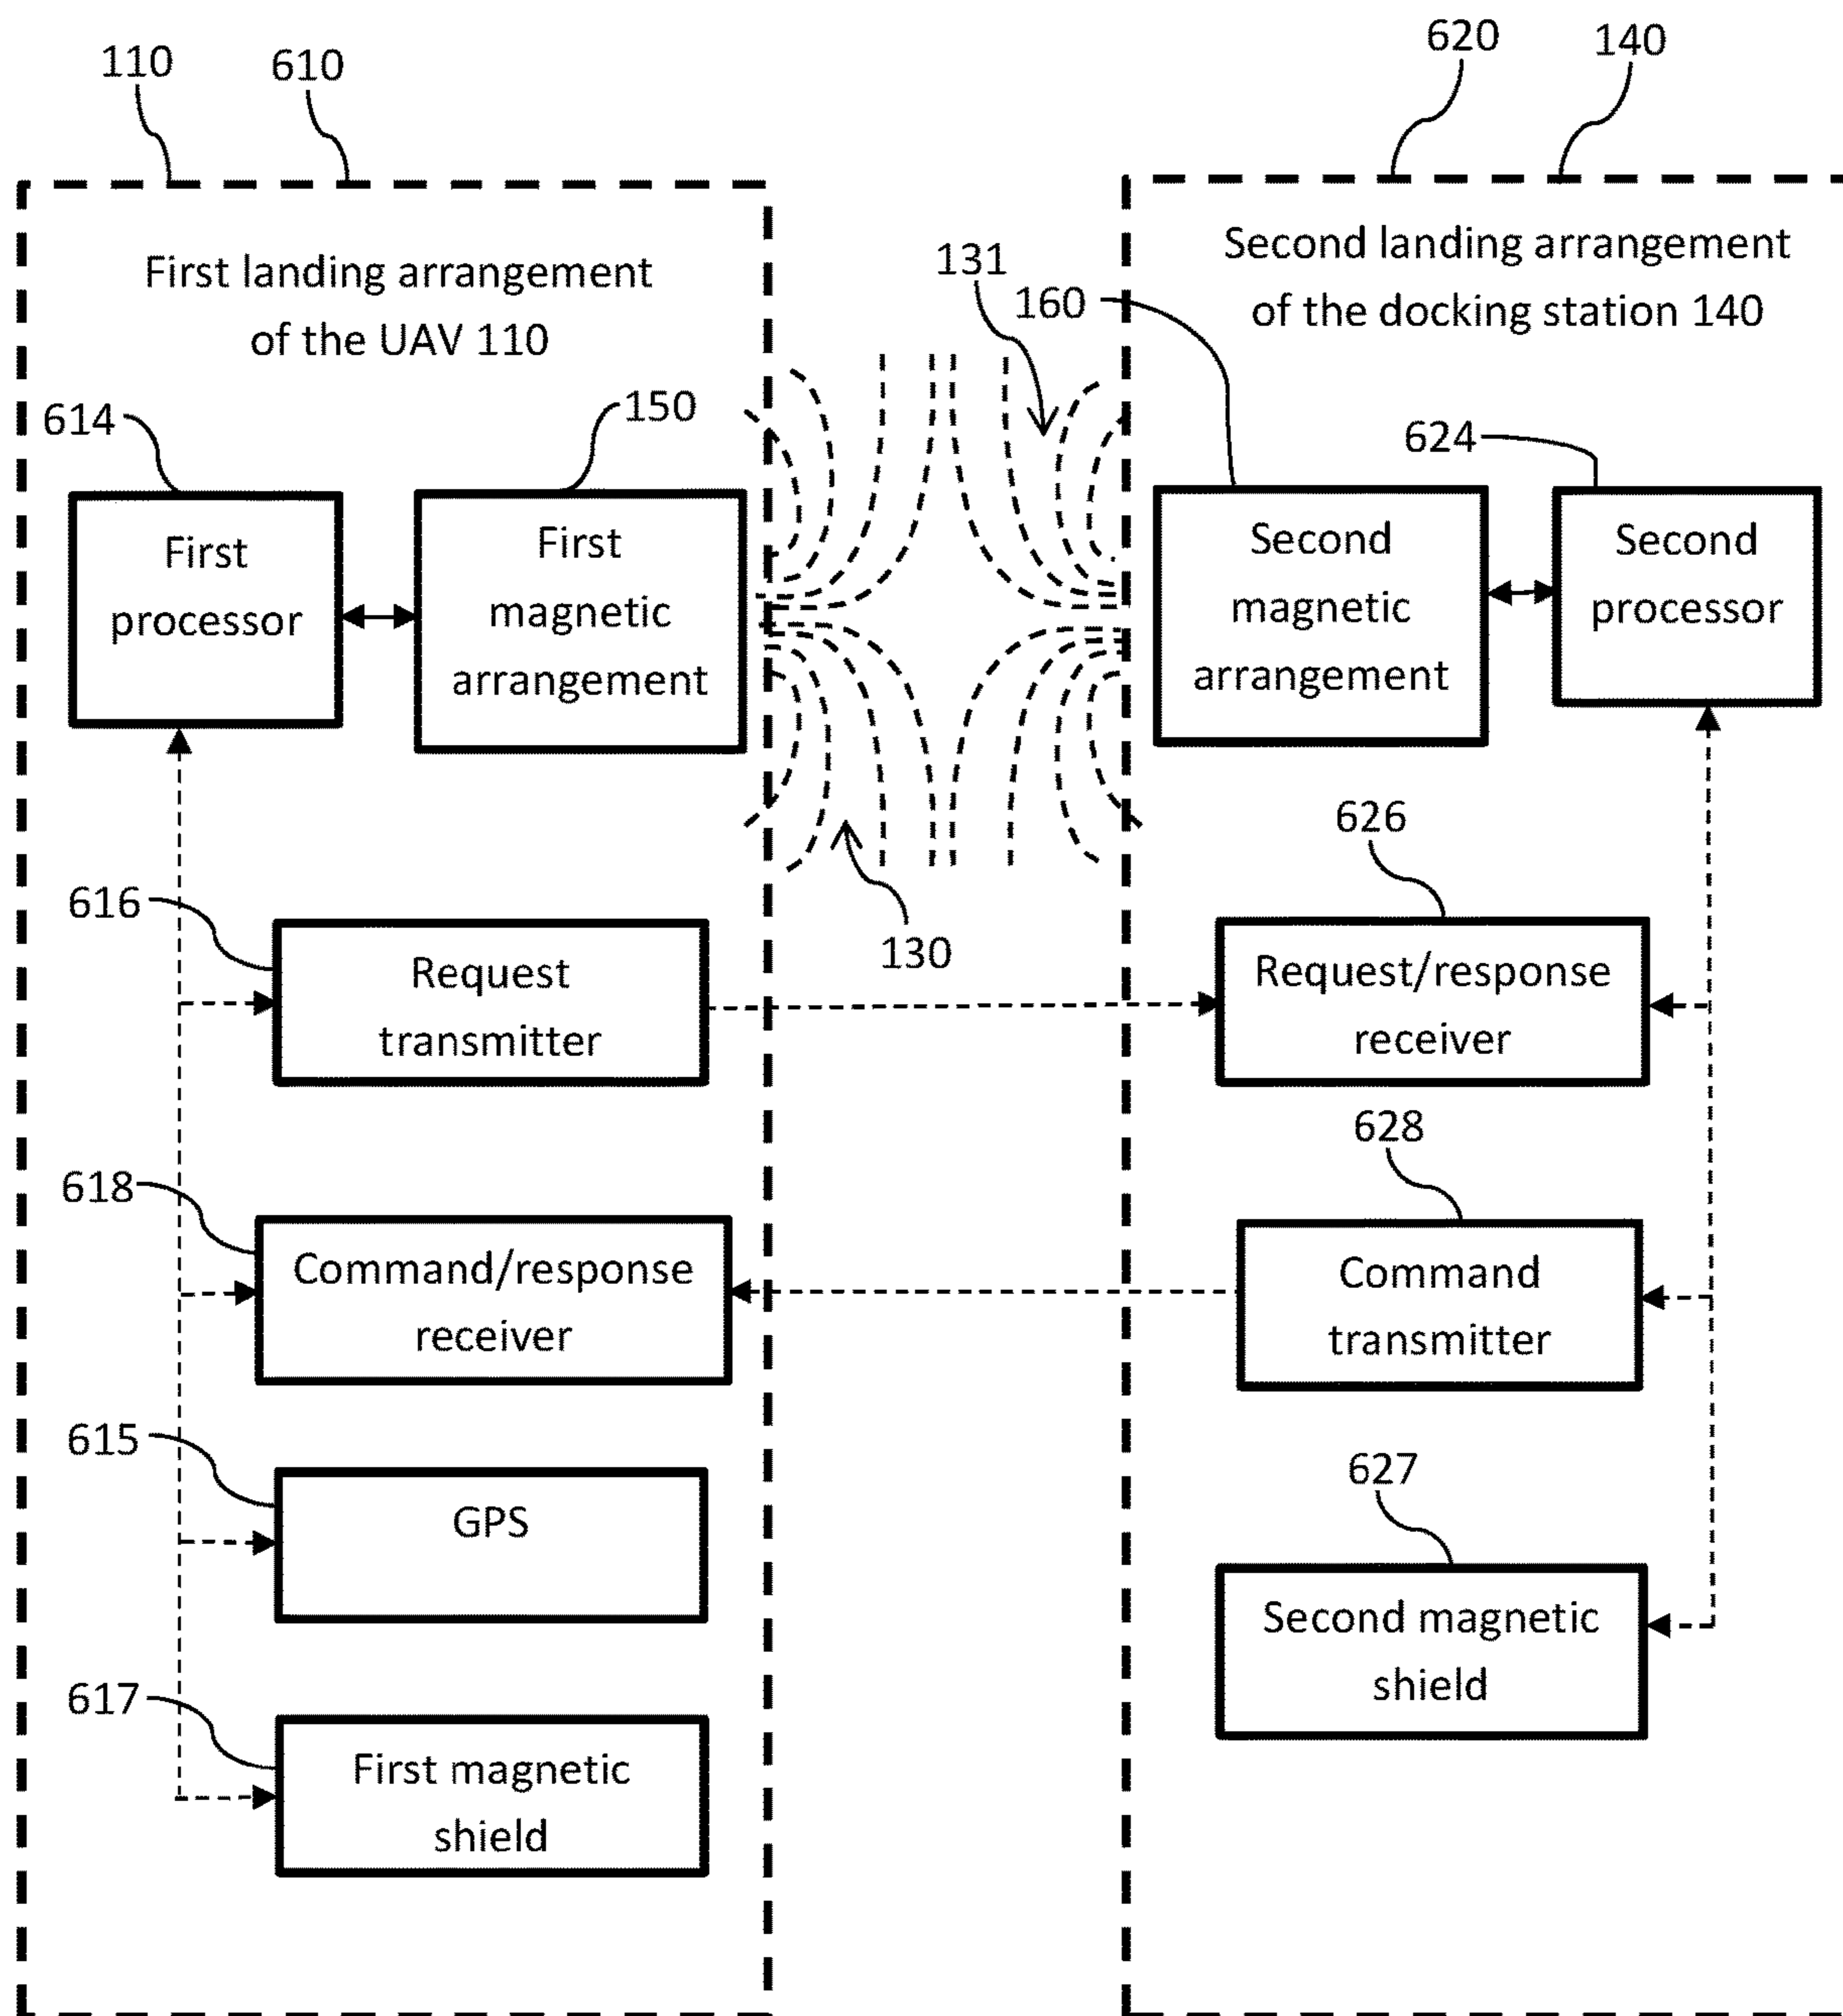 110
610
620
140
First landing arrangement
of the UAV 110
Second landing arrangement
of the docking station 140
131
160
614
150
624
First
processor
First
magnetic
arrangement
Second
magnetic
arrangement
Second
processor
616
130
626
Request
transmitter
Request/response
receiver
618
628
Command/response
receiver
Command
transmitter
615
627
GPS
Second magnetic
shield
617
First magnetic
shield